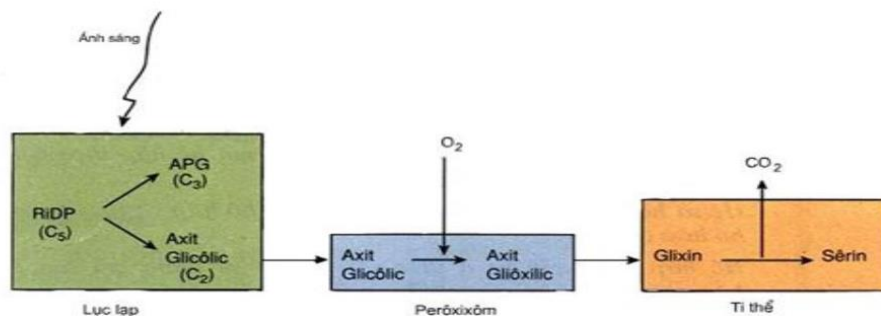 Ánh sáng
APG
(C3)
RiDP
(C5)
Axit
Glicôlic
(C2)
O2
Axit
Glicôlic
Axit
Gliôxilic
CO2
Glixin
Sêrin
Lục lạp
Perôxixôm
Ti thể